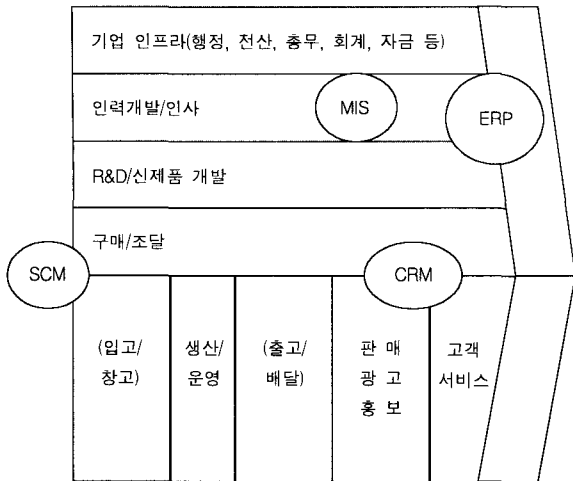 기업 인프라(행정, 전산, 총무, 회계, 자금 등)
인력개발/인사
MIS
ERP
R&D/신제품 개발
구매/조달
SCM
CRM
(입고/
창고)
생산/
운영
(출고/
배달)
판 매
광 고
홍 보
고객
서비스